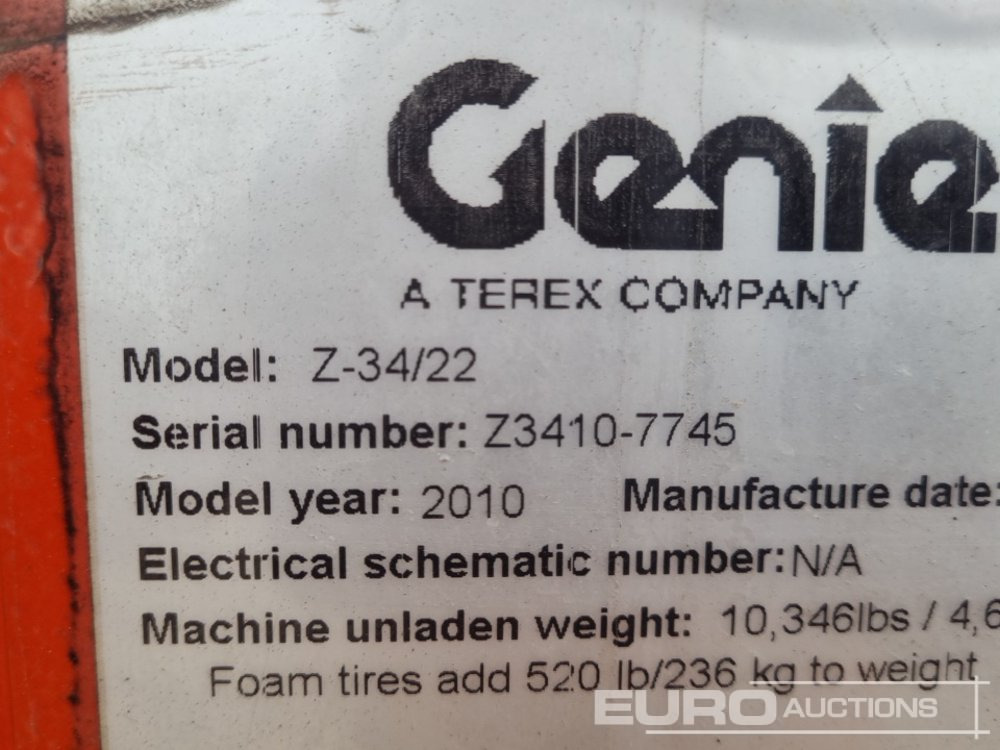 Genie
A TEREX COMPANY
Model: Z-34/22
Serial number: Z3410-7745
Model year: 2010 Manufacture date:
Electrical schematic number: N/A
Machine unladen weight: 10,346lbs / 4,6
Foam tires add 520 lb/236 kg to weight
EURO AUCTIONS